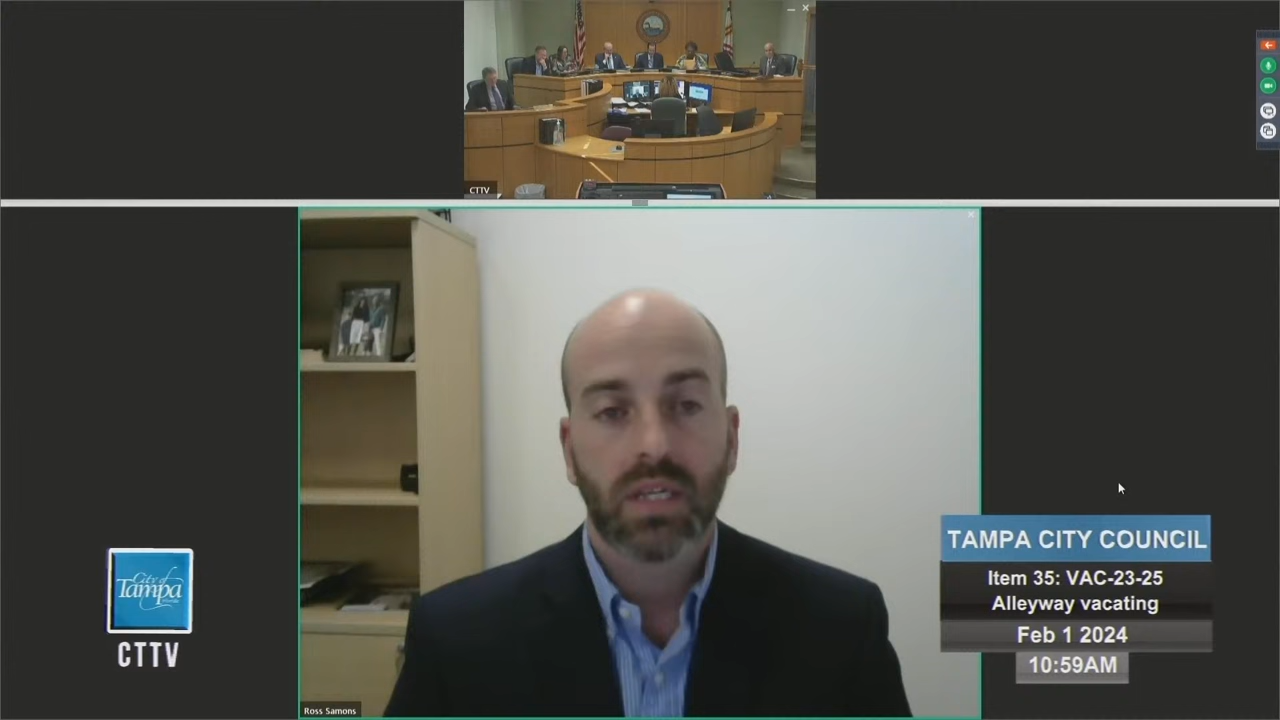 CTTV
City of
Tampa
CTTV
TAMPA CITY COUNCIL
Item 35: VAC-23-25
Alleyway vacating
Feb 1 2024
10:59AM
Ross Samons